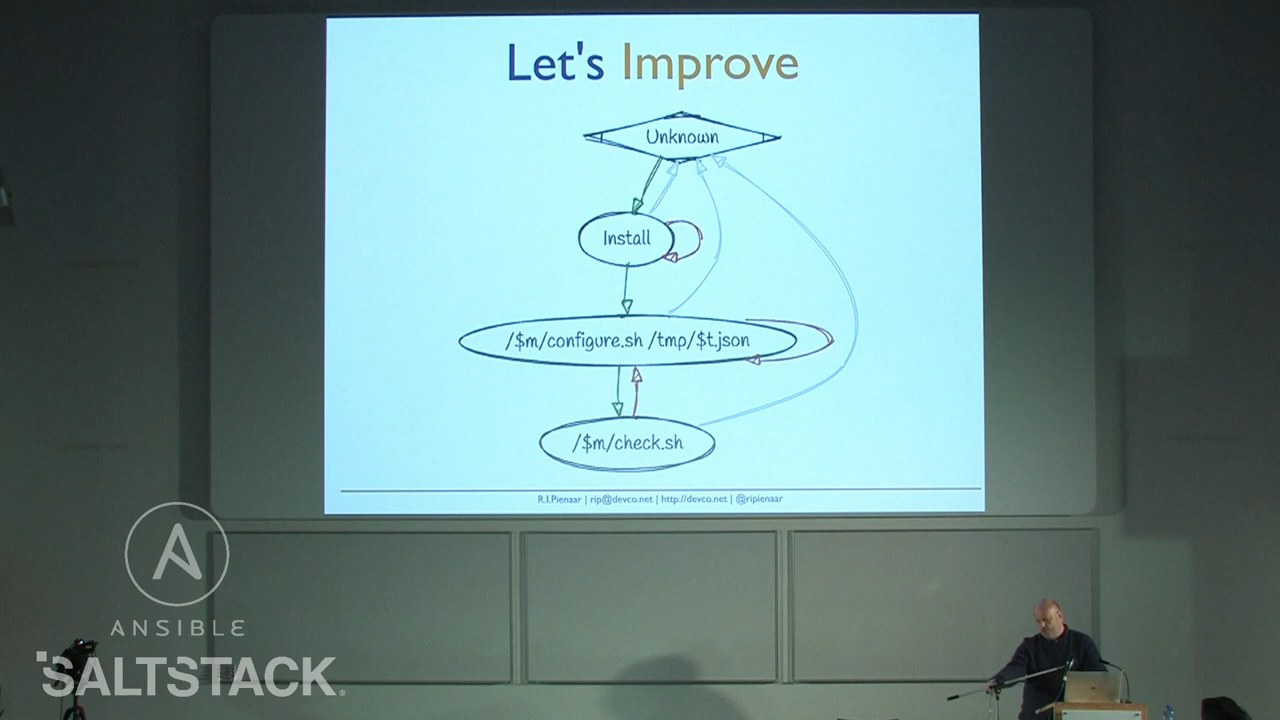 Let's Improve
Unknown
Install
/$m/configure.sh /tmp/$t.json
/$m/check.sh
R.I.Pienaar | rip@devco.net | http://devco.net | @ripienaar
ANSIBLE
SALTSTACK